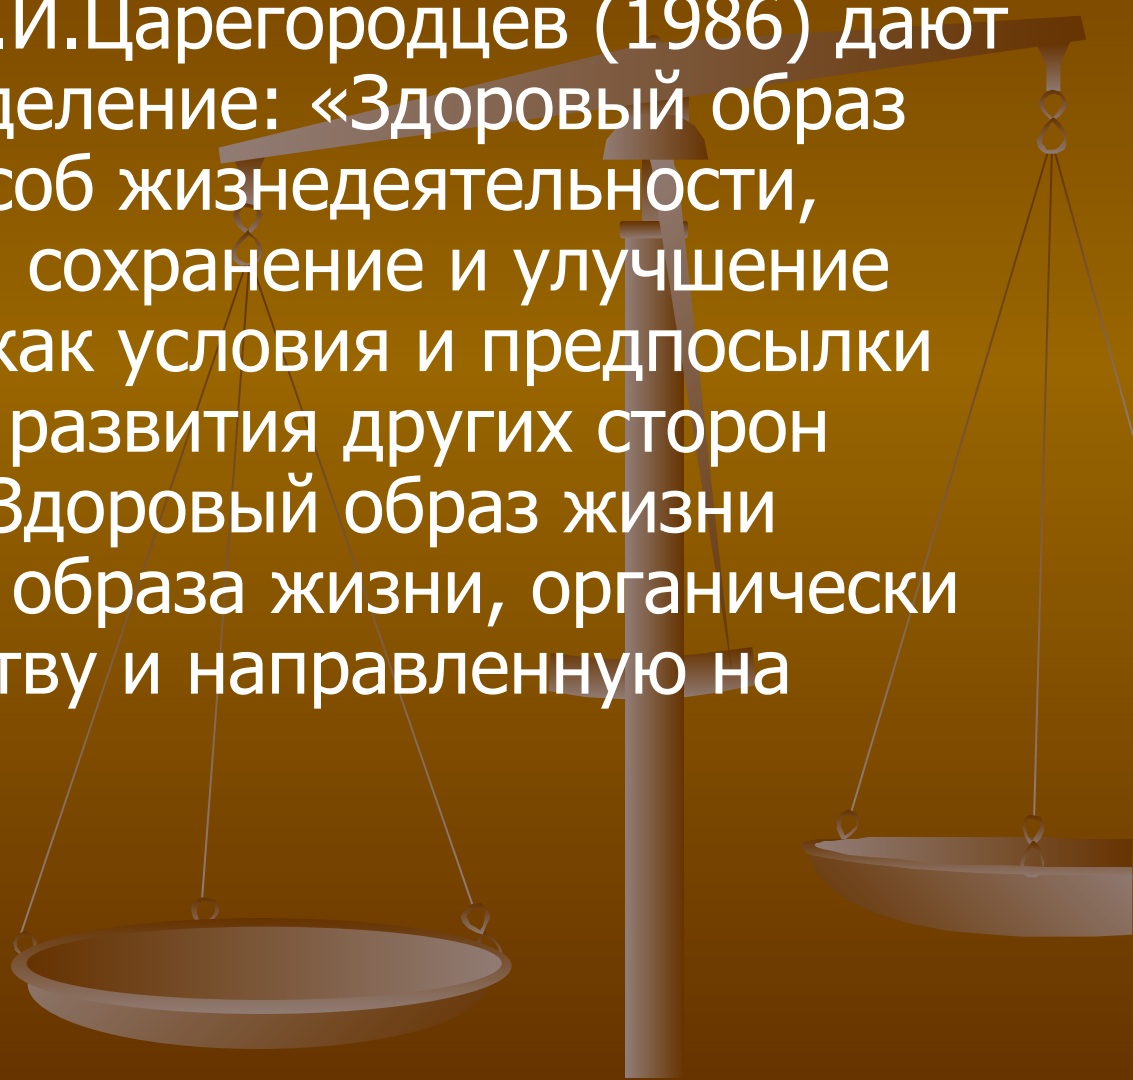 .И.Царегородцев (1986) дают
деление: «Здоровый образ
соб жизнедеятельности,
сохранение и улучшение
как условия и предпосылки
развития других сторон
Здоровый образ жизни
образа жизни, органически
тву и направленную на